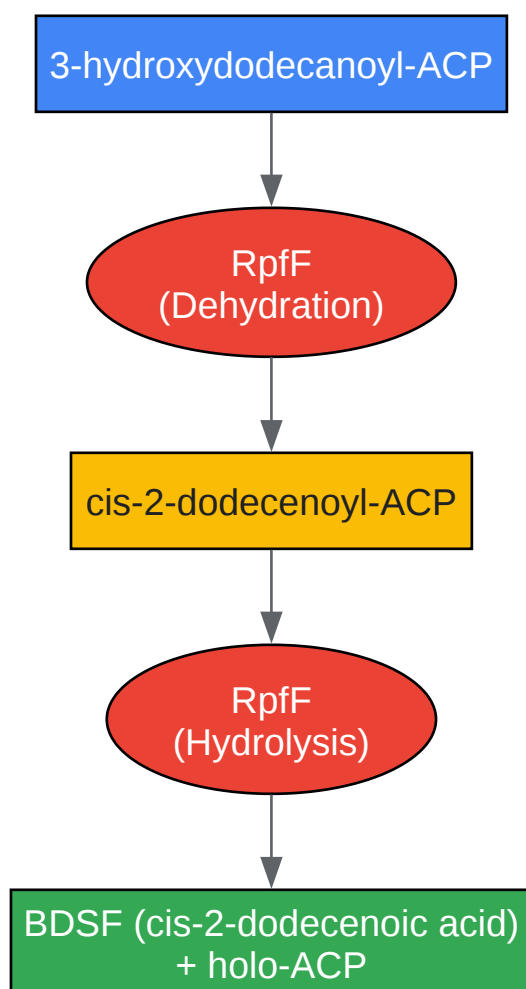 3-hydroxydodecanoyl-ACP
RpfF
(Dehydration)
cis-2-dodecenoyl-ACP
RpfF
(Hydrolysis)
BDSF (cis-2-dodecenoic acid)
+ holo-ACP